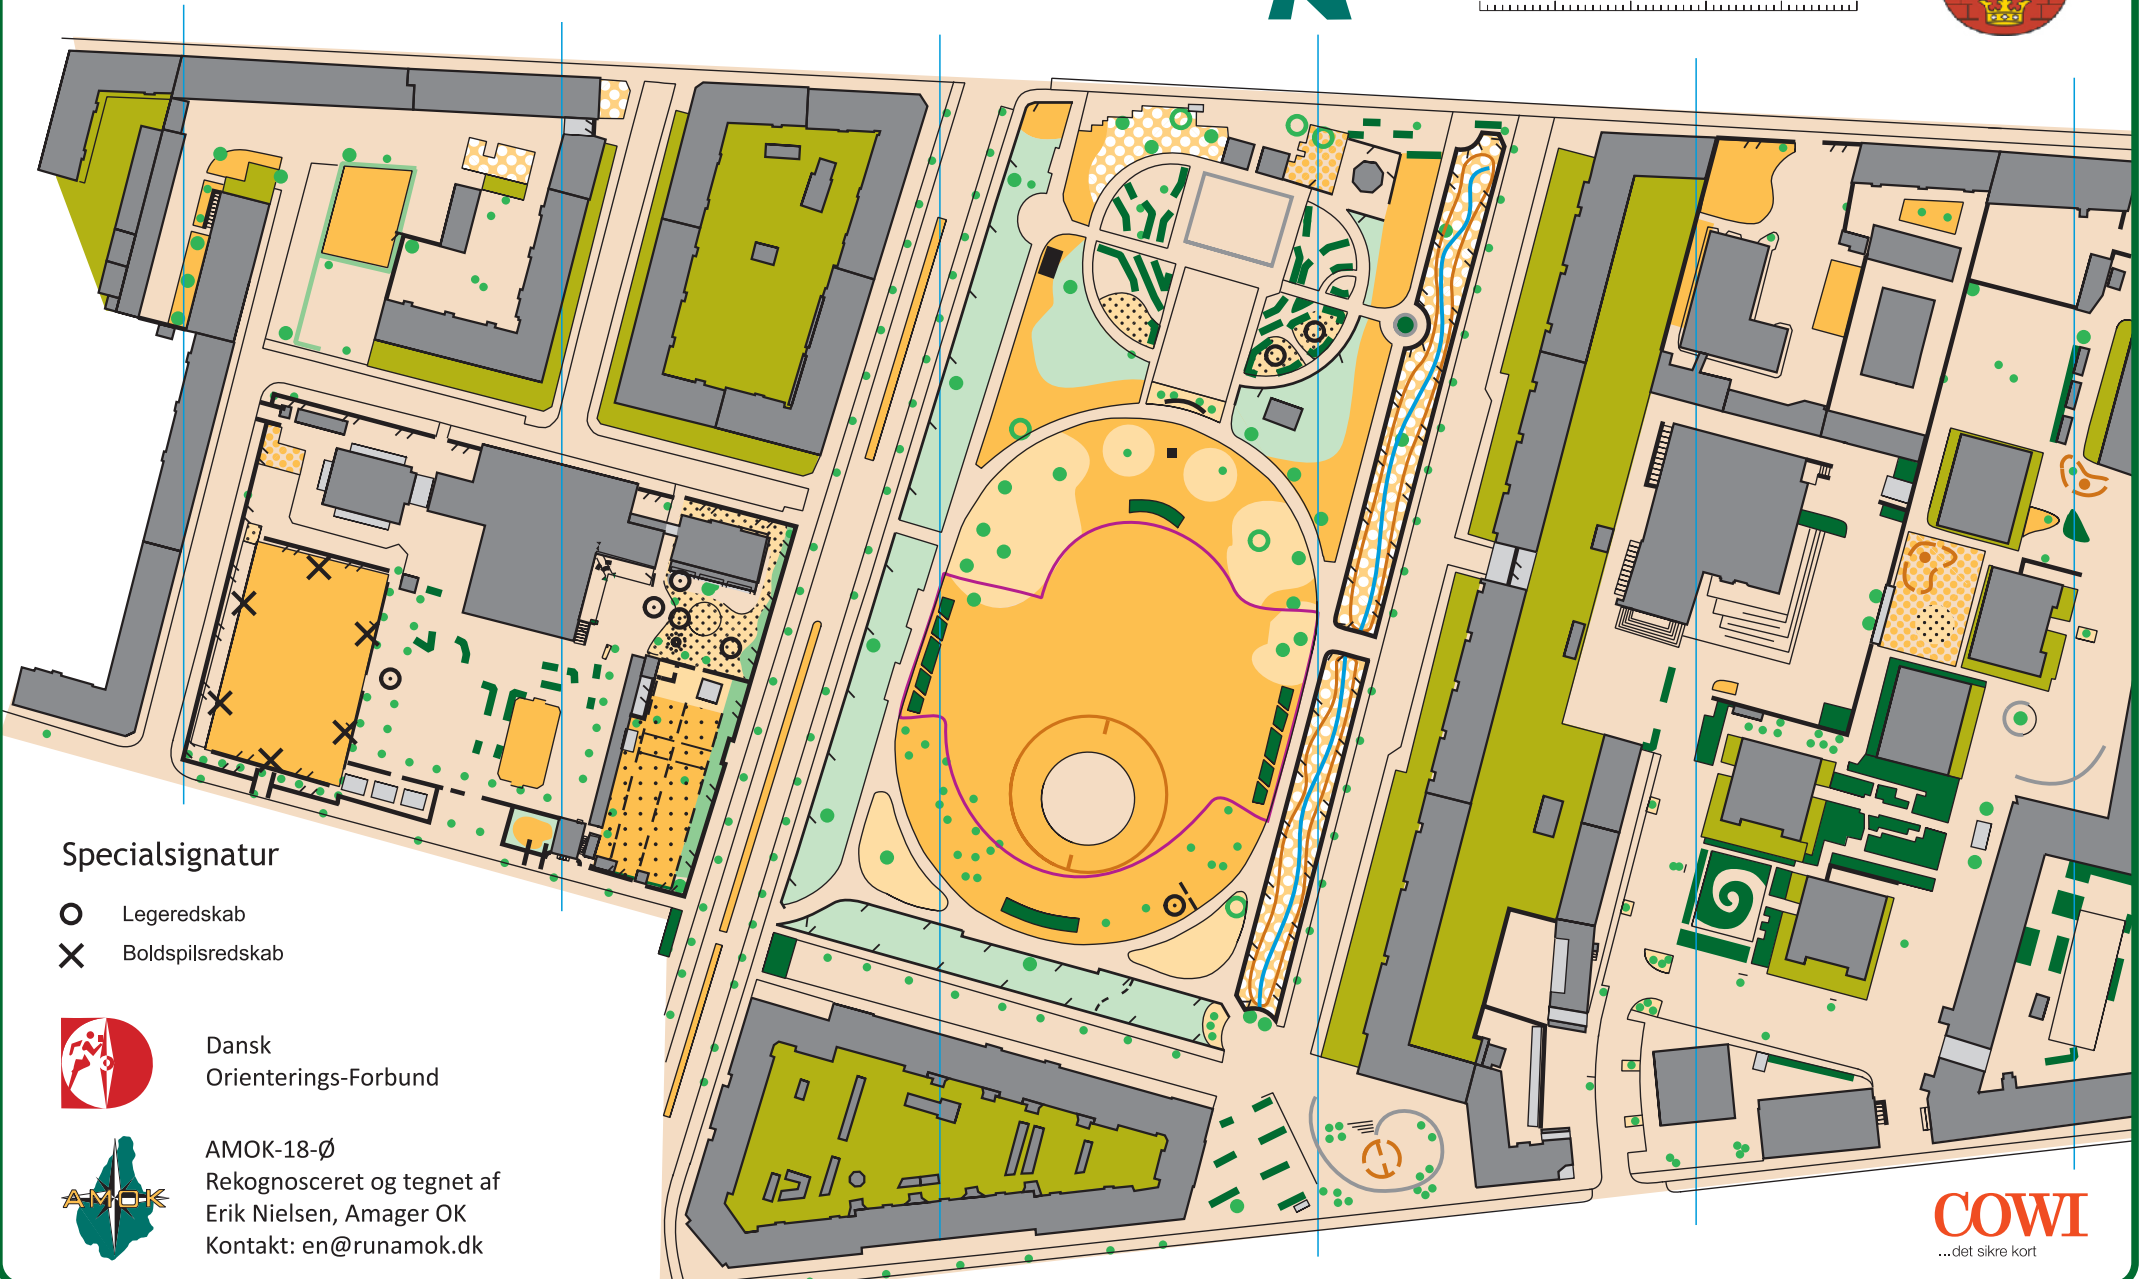 Specialsignatur
Legeredskab
Boldspilsredskab
Dansk
Orienterings-Forbund
AMOK
AMOK-18-Ø
Rekognosceret og tegnet af
Erik Nielsen, Amager OK
Kontakt: en@runamok.dk
COWI
...det sikre kort